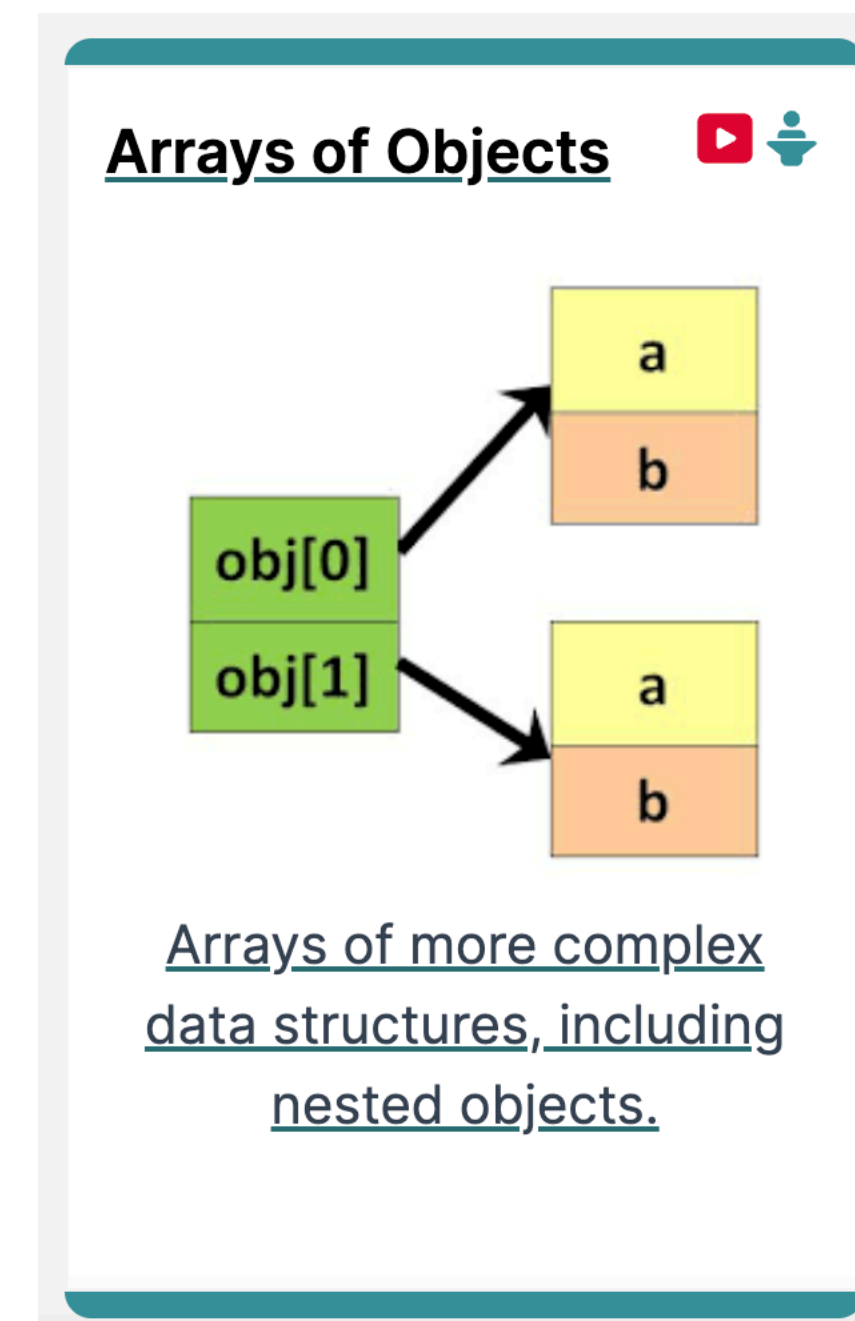 Arrays of Objects
a
b
obj[0]
obj[1]
a
b
Arrays of more complex
data structures, including
nested objects.